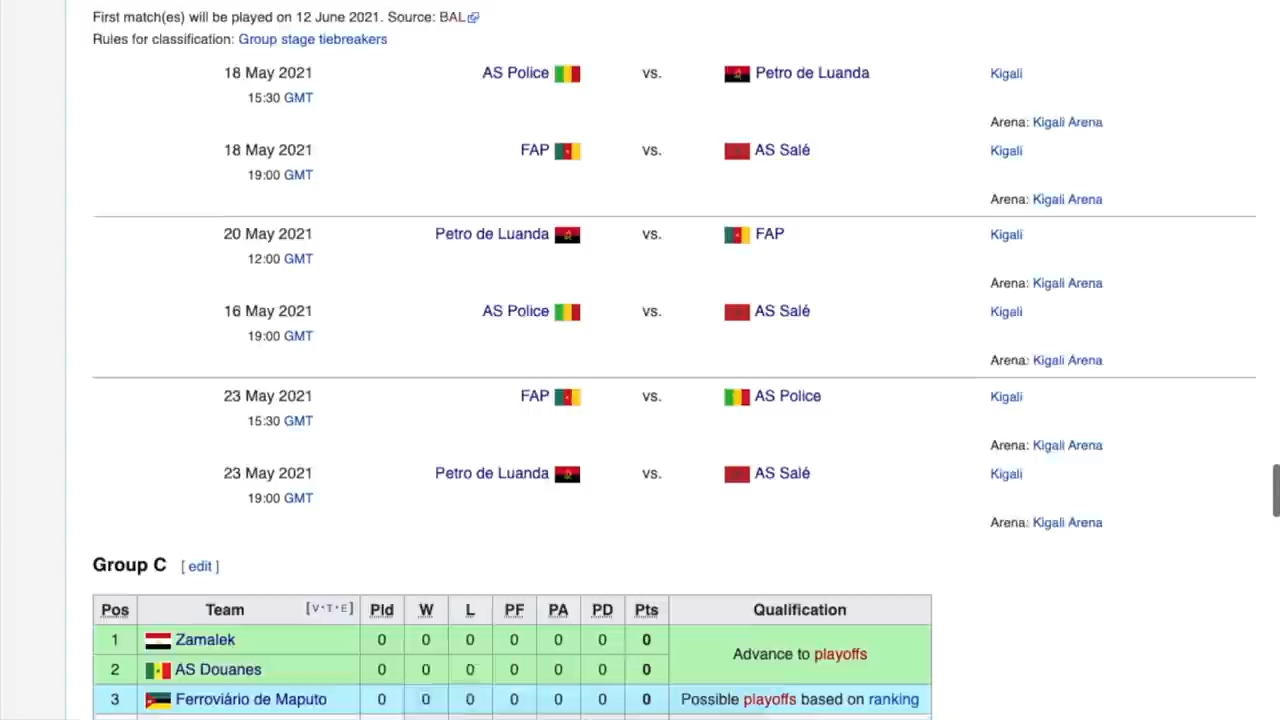 First match(es) will be played on 12 June 2021. Source: BAL
Rules for classification: Group stage tiebreakers
18 May 2021 AS Police vs. Petro de Luanda Kigali
15:30 GMT
Arena: Kigali Arena
18 May 2021 FAP vs. AS Salé Kigali
19:00 GMT
Arena: Kigali Arena
20 May 2021 Petro de Luanda vs. FAP Kigali
12:00 GMT
Arena: Kigali Arena
16 May 2021 AS Police vs. AS Salé Kigali
19:00 GMT
Arena: Kigali Arena
23 May 2021 FAP vs. AS Police Kigali
15:30 GMT
Arena: Kigali Arena
23 May 2021 Petro de Luanda vs. AS Salé Kigali
19:00 GMT
Arena: Kigali Arena
Group C [ edit ]
Pos Team [V·T·E] Pld W L PF PA PD Pts Qualification
1 Zamalek 0 0 0 0 0 0 0 Advance to playoffs
2 AS Douanes 0 0 0 0 0 0 0
3 Ferroviário de Maputo 0 0 0 0 0 0 0 Possible playoffs based on ranking